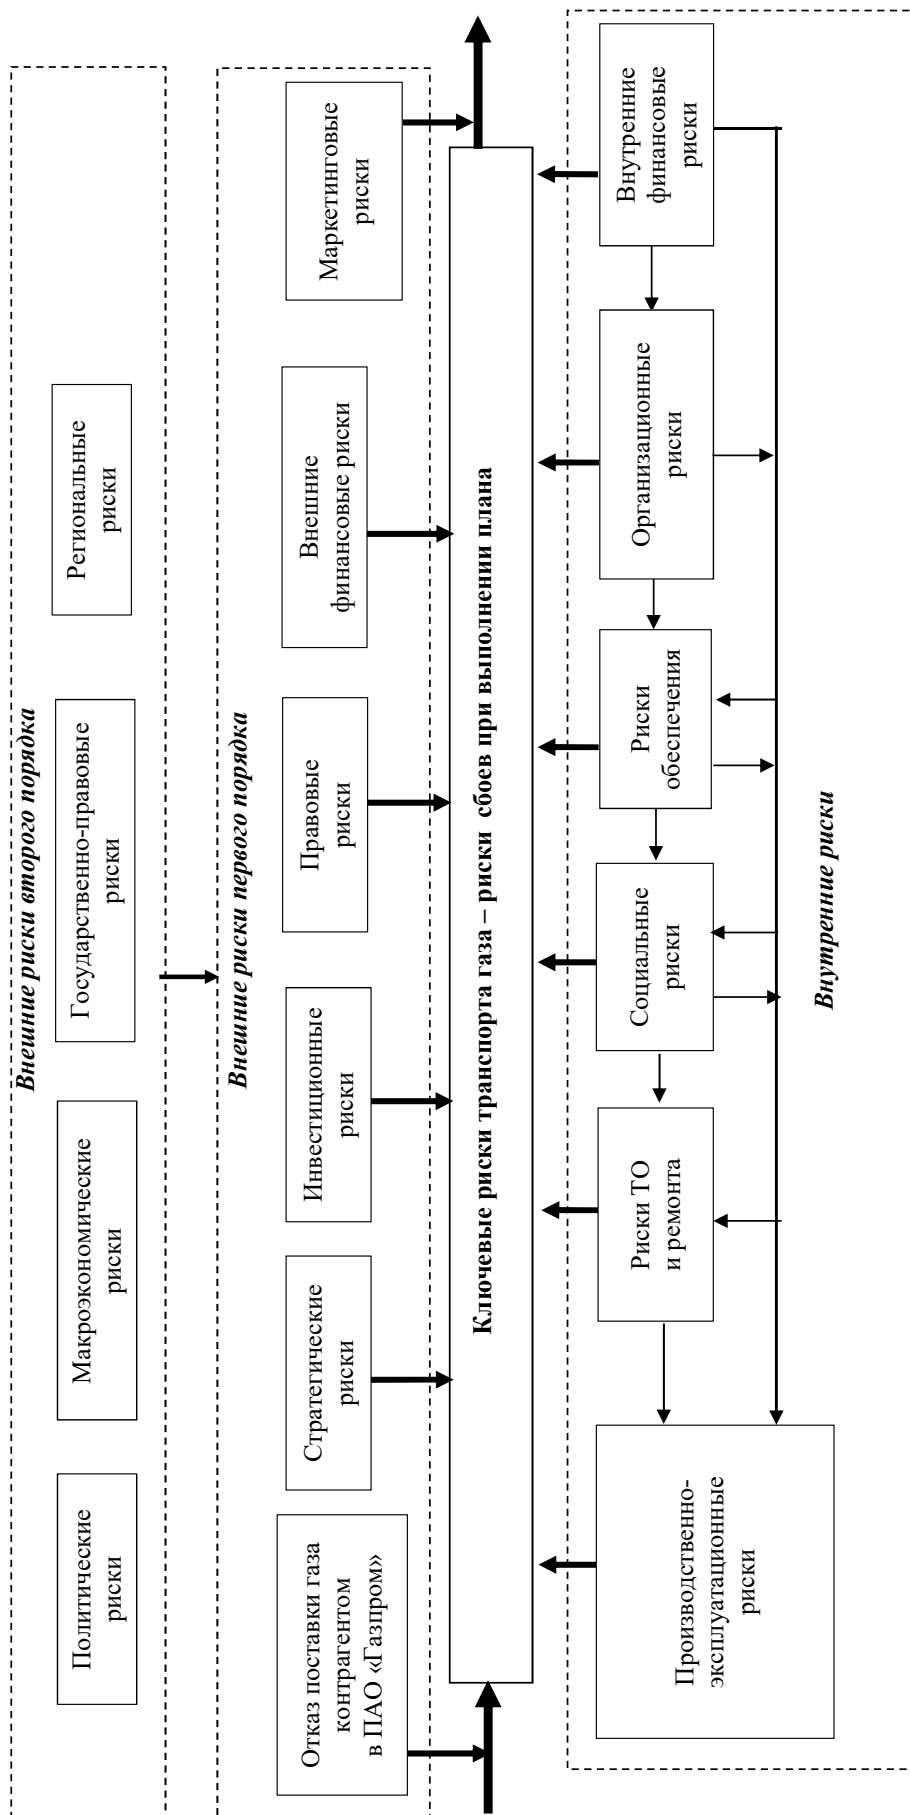 Внешние риски второго порядка
Политические
риски
Макроэкономические
риски
Государственно-правовые
риски
Региональные
риски
Внешние риски первого порядка
Отказ поставки газа
контрагентом
в ПАО «Газпром»
Стратегические
риски
Инвестиционные
риски
Правовые
риски
Внешние
финансовые риски
Маркетинговые
риски
Ключевые риски транспорта газа – риски сбоев при выполнении плана
Производственно-
эксплуатационные
риски
Риски ТО
и ремонта
Социальные
риски
Риски
обеспечения
Организационные
риски
Внутренние
финансовые
риски
Внутренние риски